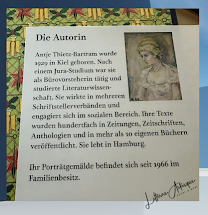 Die Autorin
Antje Thietz-Bartram wurde
1929 in Kiel geboren. Nach
einem Jura-Studium war sie
als Bürovorsteherin tätig und
studierte Literaturwissen-
schaft. Sie wirkte in mehreren
Schriftstellerverbänden und
engagiert sich im sozialen Bereich. Ihre Texte
wurden hundertfach in Zeitungen, Zeitschriften,
Anthologien und in mehr als 10 eigenen Büchern
veröffentlicht. Sie lebt in Hamburg.
Ihr Porträtgemälde befindet sich seit 1966 im
Familienbesitz.